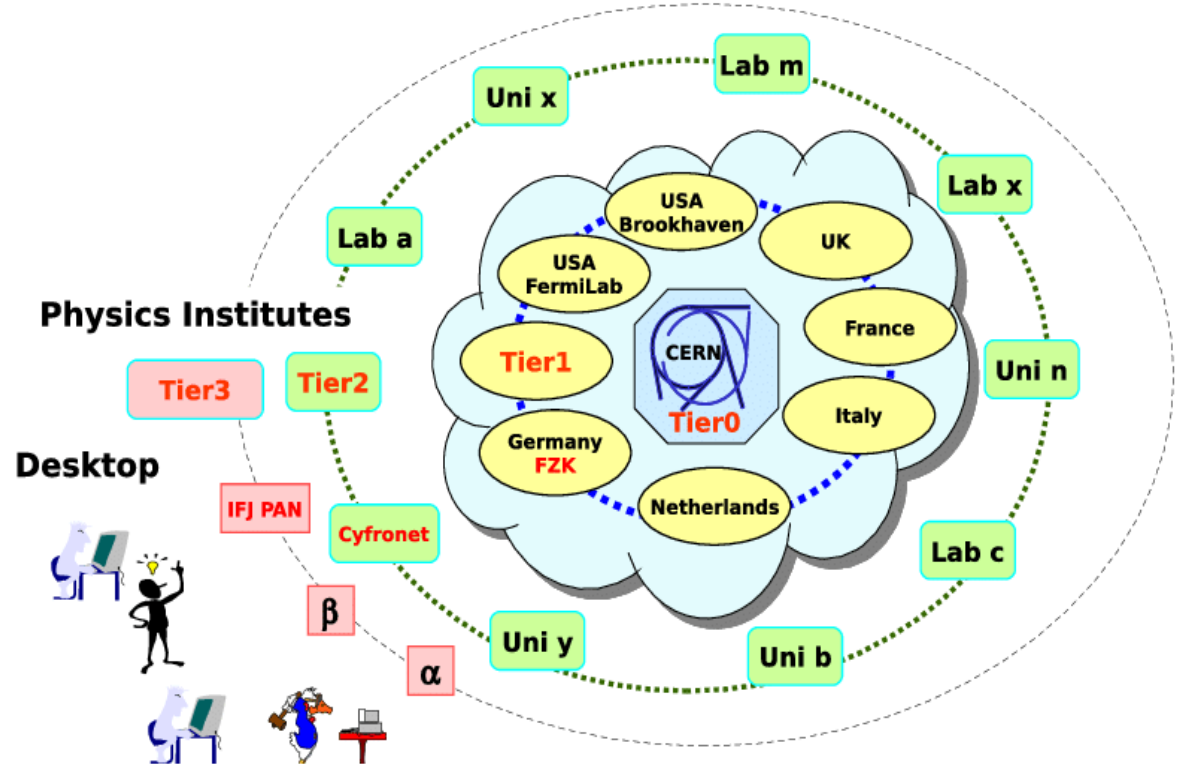 Lab m
Uni x
Lab x
USA
Brookhaven
Lab a
UK
USA
FermiLab
Physics Institutes
France
CERN
Tier1
Uni n
Tier3
Tier2
Italy
Tier0
Germany
FZK
Desktop
Netherlands
IFJ PAN
Cyfronet
Lab c
β
Uni y
Uni b
α